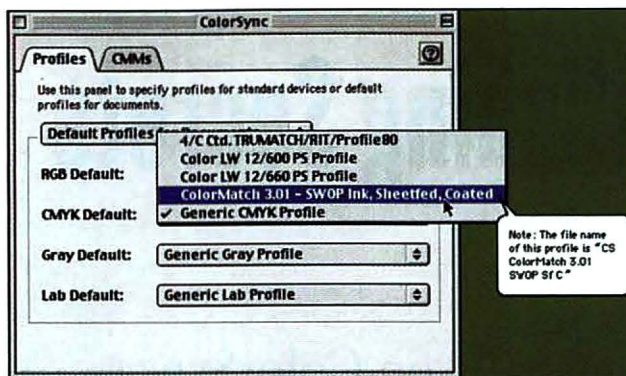 ColorSync
Profiles
CMMs
?
Use this panel to specify profiles for standard devices or default
profiles for documents.
Default Profiles for
4/C Ctd. TRUMATCH/RIT/Profile80
Color LW 12/600 PS Profile
RGB Default:
Color LW 12/660 PS Profile
ColorMatch 3.01 - SWOP Ink, Sheetfed, Coated
CMYK Default:
✓ Generic CMYK Profile
Note: The file name
of this profile is "CS
ColorMatch 3.01
SWOP Sf C"
Gray Default:
Generic Gray Profile
Lab Default:
Generic Lab Profile